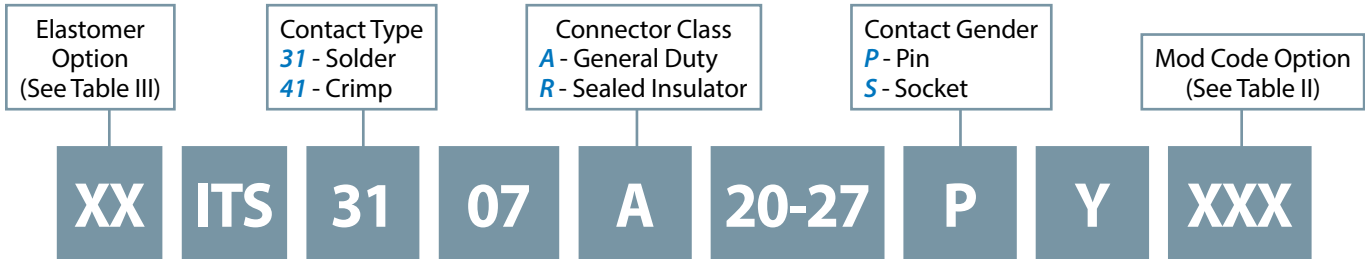 Elastomer
Option
(See Table III)
Contact Type
31 - Solder
41 - Crimp
Connector Class
A - General Duty
R - Sealed Insulator
Contact Gender
P - Pin
S - Socket
Mod Code Option
(See Table II)
XX ITS 31 07 A 20-27 P Y XXX